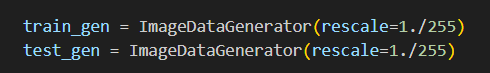 train_gen = ImageDataGenerator(rescale=1./255)
test_gen = ImageDataGenerator(rescale=1./255)